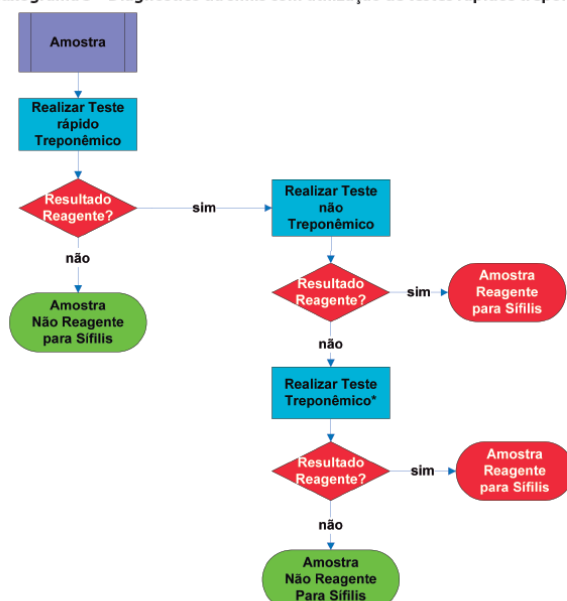 Amostra
Realizar Teste
rápido
Treponêmico
Resultado
Reagente?
sim
não
Amostra
Não Reagente
para Sífilis
Realizar Teste
não
Treponêmico
Resultado
Reagente?
sim
Amostra
Reagente
para Sífilis
não
Realizar Teste
Treponêmico*
Resultado
Reagente?
sim
Amostra
Reagente
para Sífilis
não
Amostra
Não Reagente
Para Sífilis